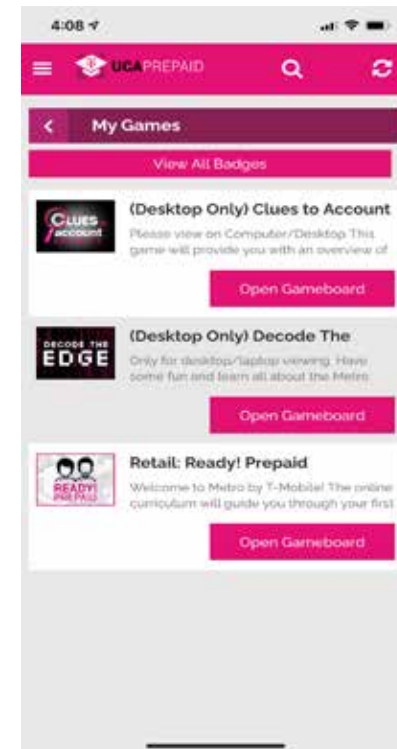 4:08
UCAPREPAID
My Games
View All Badges
CLUES
account
(Desktop Only) Clues to Account
Please view on Computer/Desktop This
game will provide you with an overview of
Open Gameboard
DECODE THE
EDGE
(Desktop Only) Decode The
Only for desktop/laptop viewing. Have
some fun and learn all about the Metro
Open Gameboard
READY!
PREPAID
Retail: Ready! Prepaid
Welcome to Metro by T-Mobile! The online
curriculum will guide you through your first
Open Gameboard